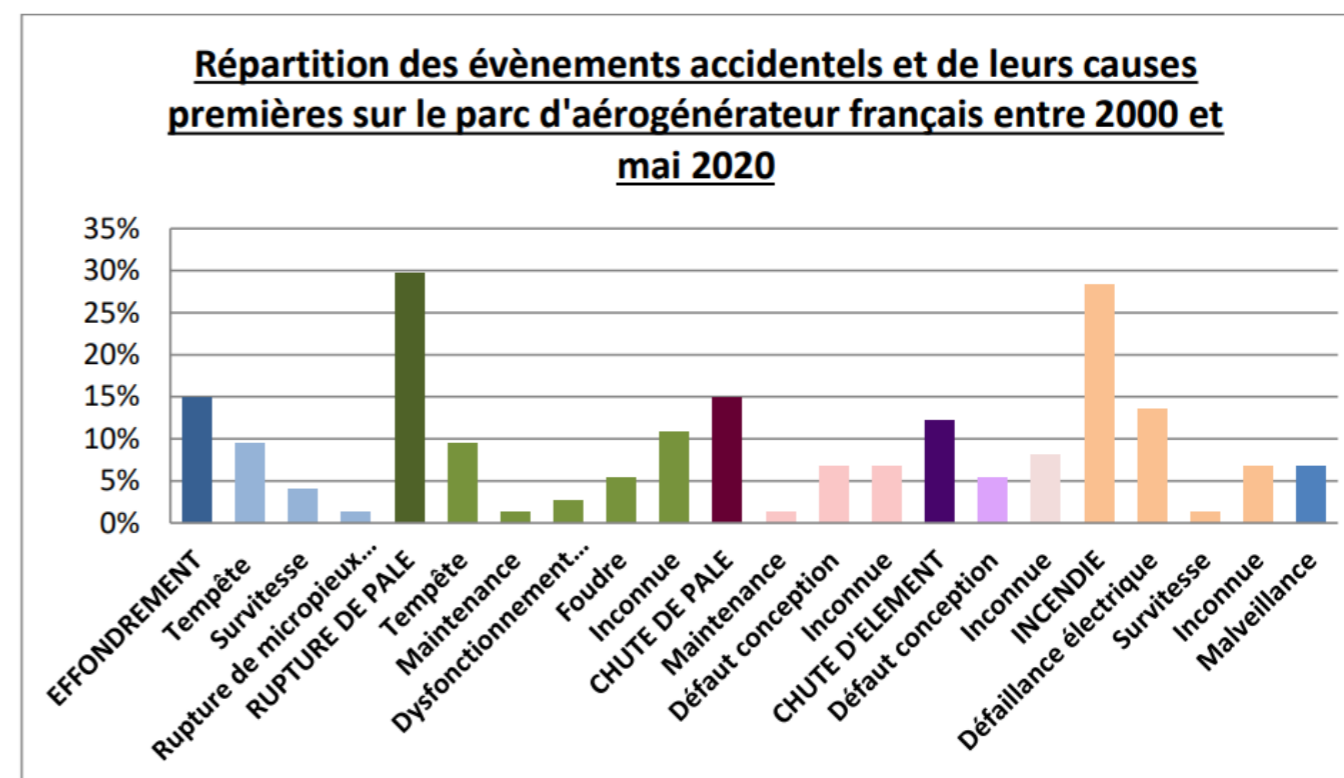 Répartition des évènements accidentels et de leurs causes
premières sur le parc d'aérogénérateur français entre 2000 et
mai 2020
35%
30%
25%
20%
15%
10%
5%
0%
EFFONDREMENT
Tempête
Survitesse
Rupture de micropieux…
RUPTURE DE PALE
Tempête
Maintenance
Dysfonctionnement…
Foudre
Inconnue
CHUTE DE PALE
Maintenance
Défaut conception
Inconnue
CHUTE D'ELEMENT
Défaut conception
Inconnue
INCENDIE
Défaillance électrique
Survitesse
Inconnue
Malveillance